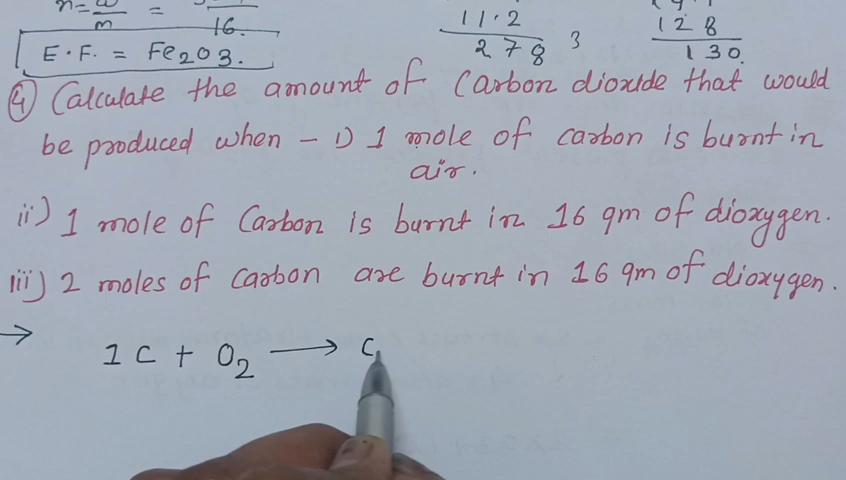 n = w/m = 16.
11.2
278 3
128
130.
E.F. = Fe2O3.
4) Calculate the amount of Carbon dioxide that would
be produced when – i) 1 mole of carbon is burnt in
air.
ii) 1 mole of Carbon is burnt in 16 gm of dioxygen.
iii) 2 moles of carbon are burnt in 16 gm of dioxygen.
→
1 C + O2 ⟶ C